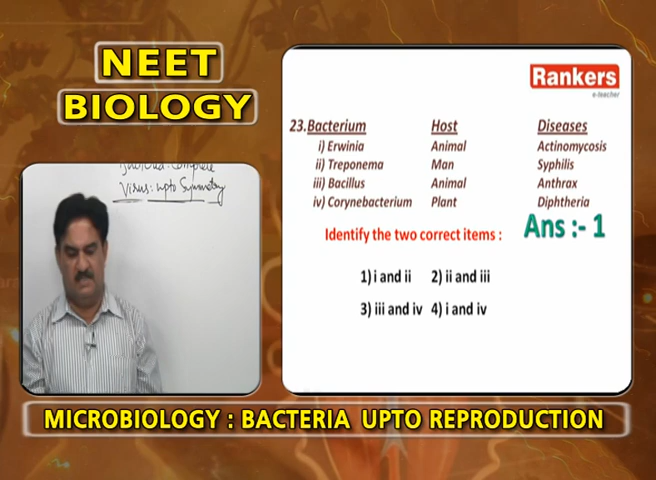 NEET
BIOLOGY
Rankers
e-teacher
23.Bacterium Host Diseases
i) Erwinia Animal Actinomycosis
ii) Treponema Man Syphilis
iii) Bacillus Animal Anthrax
iv) Corynebacterium Plant Diphtheria
Ans :- 1
Identify the two correct items :
1) i and ii 2) ii and iii
3) iii and iv 4) i and iv
Virus: upto Symmetry
MICROBIOLOGY : BACTERIA UPTO REPRODUCTION